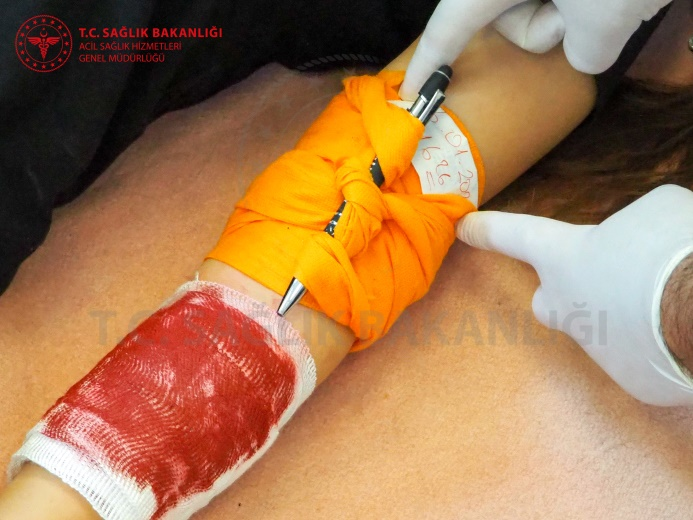 T.C. SAĞLIK BAKANLIĞI
ACİL SAĞLIK HİZMETLERİ
GENEL MÜDÜRLÜĞÜ
T.C. SAĞLIK BAKANLIĞI